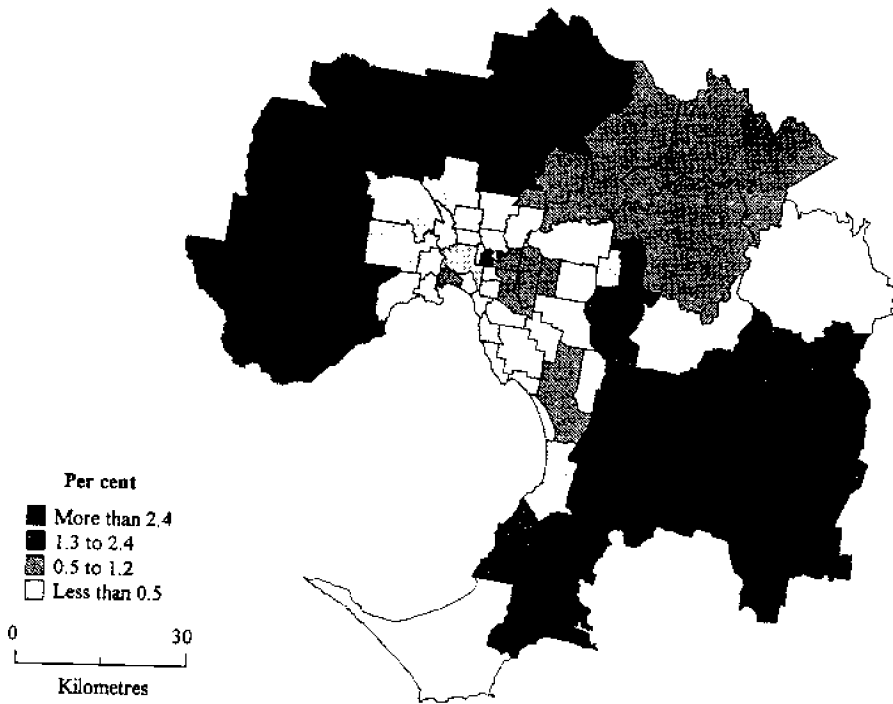 Per cent
More than 2.4
1.3 to 2.4
0.5 to 1.2
Less than 0.5
0 30
Kilometres